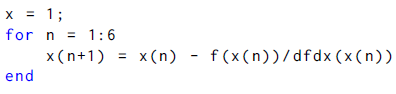 x = 1;
for n = 1:6
    x(n+1) = x(n) - f(x(n))/dfdx(x(n))
end